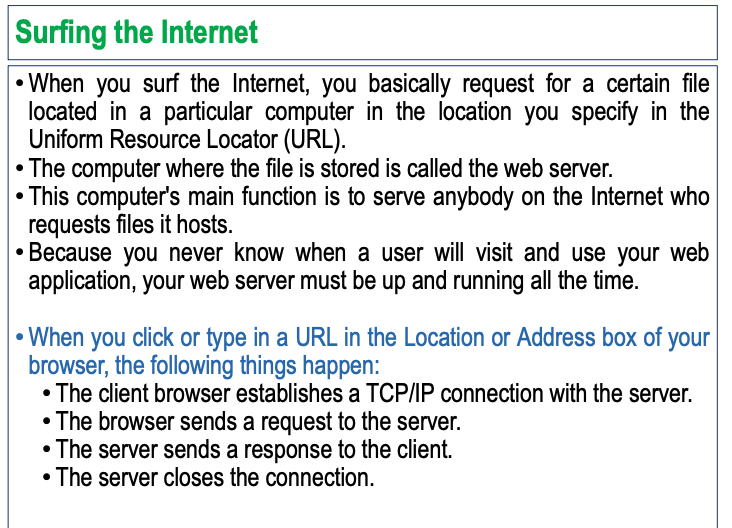 Surfing the Internet
• When you surf the Internet, you basically request for a certain file
located in a particular computer in the location you specify in the
Uniform Resource Locator (URL).
• The computer where the file is stored is called the web server.
• This computer's main function is to serve anybody on the Internet who
requests files it hosts.
• Because you never know when a user will visit and use your web
application, your web server must be up and running all the time.
• When you click or type in a URL in the Location or Address box of your
browser, the following things happen:
• The client browser establishes a TCP/IP connection with the server.
• The browser sends a request to the server.
• The server sends a response to the client.
• The server closes the connection.